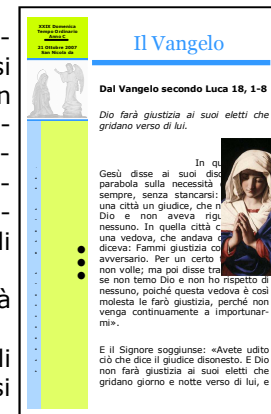 XXIX Domenica
Tempo Ordinario
Anno C
21 Ottobre 2007
San Nicola da
Il Vangelo
Dal Vangelo secondo Luca 18, 1-8
Dio farà giustizia ai suoi eletti che
gridano verso di lui.
In
Gesù disse ai suoi
parabola sulla necessità
sempre, senza stancarsi:
una città un giudice, che
Dio e non aveva
nessuno. In quella città
una vedova, che andava
diceva: Fammi giustizia
avversario. Per un certo
non volle; ma poi disse
se non temo Dio e non ho rispetto di
nessuno, poiché questa vedova è così
molesta le farò giustizia, perché non
venga continuamente a importunar-
mi».
E il Signore soggiunse: «Avete udito
ciò che dice il giudice disonesto. E Dio
non farà giustizia ai suoi eletti che
gridano giorno e notte verso di lui, e